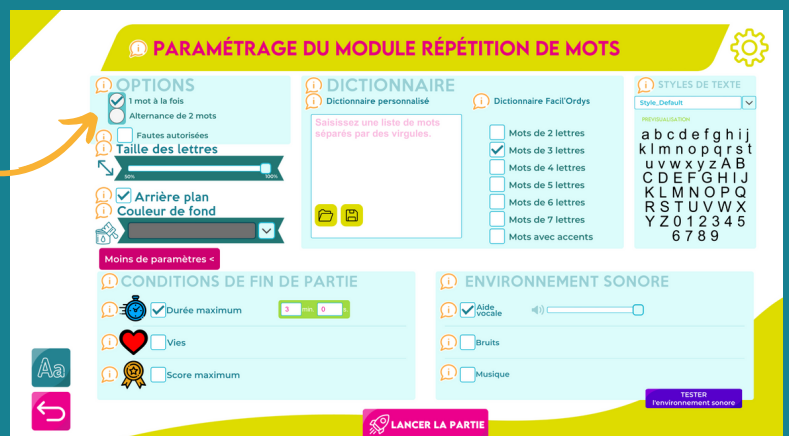 PARAMÉTRAGE DU MODULE RÉPÉTITION DE MOTS
OPTIONS
1 mot à la fois
Alternance de 2 mots
Fautes autorisées
Taille des lettres
50% 100%
Arrière plan
Couleur de fond
Moins de paramètres <
DICTIONNAIRE
Dictionnaire personnalisé
Saisissez une liste de mots
séparés par des virgules.
Dictionnaire Facil'Ordys
Mots de 2 lettres
Mots de 3 lettres
Mots de 4 lettres
Mots de 5 lettres
Mots de 6 lettres
Mots de 7 lettres
Mots avec accents
STYLES DE TEXTE
Style_Default
PRÉVISUALISATION
a b c d e f g h i j
k l m n o p q r s t
u v w x y z A B
C D E F G H I J
K L M N O P Q
R S T U V W X
Y Z 0 1 2 3 4 5
6 7 8 9
CONDITIONS DE FIN DE PARTIE
Durée maximum 3 min. 0 s.
Vies
Score maximum
ENVIRONNEMENT SONORE
Aide
vocale
Bruits
Musique
TESTER
l'environnement sonore
Aa
LANCER LA PARTIE